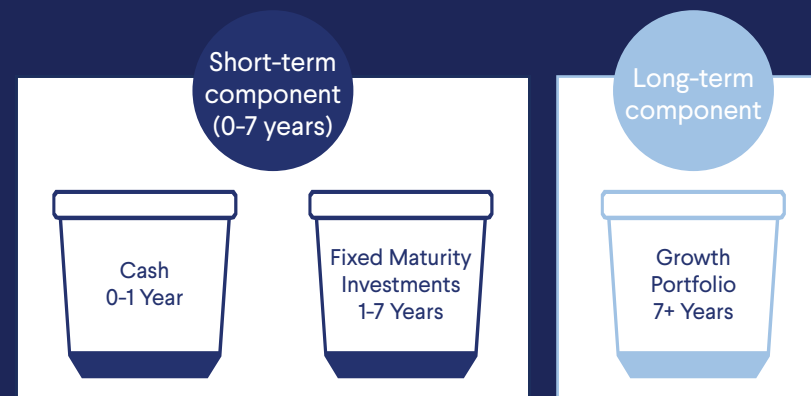 Short-term
component
(0-7 years)
Long-term
component
Cash
0-1 Year
Fixed Maturity
Investments
1-7 Years
Growth
Portfolio
7+ Years